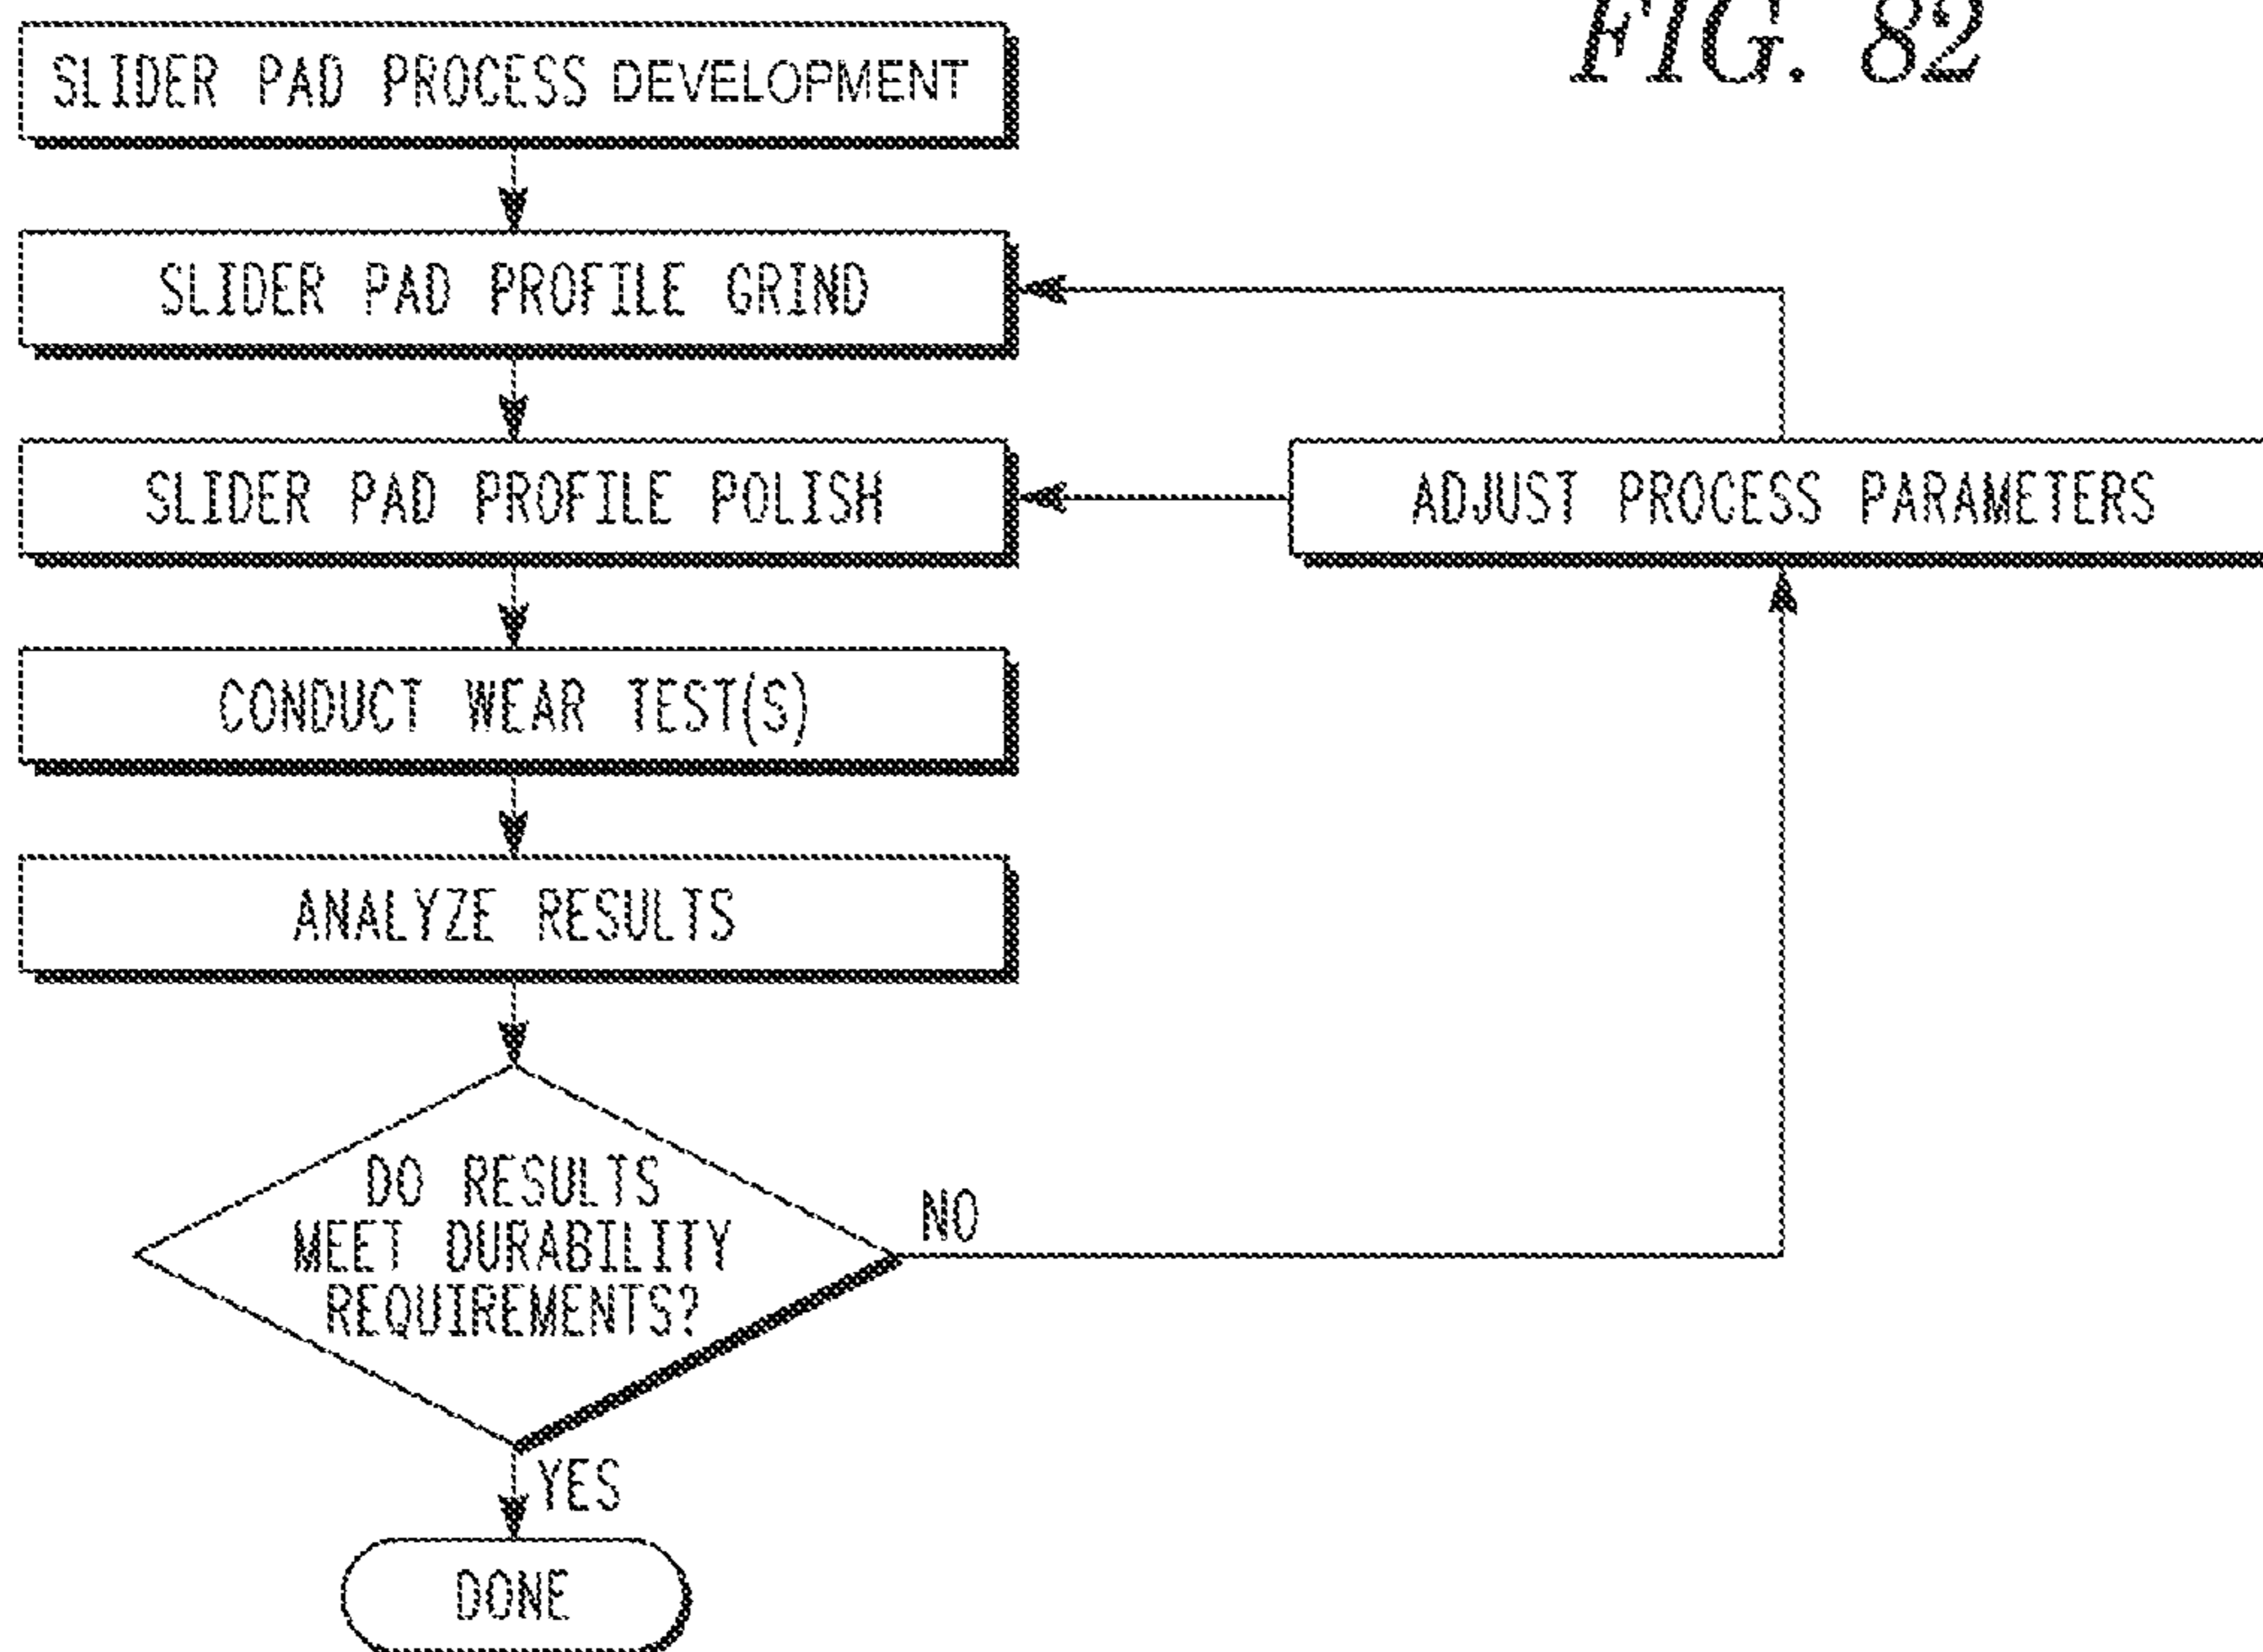 FIG. 82
SLIDER PAD PROCESS DEVELOPMENT
SLIDER PAD PROFILE GRIND
SLIDER PAD PROFILE POLISH
ADJUST PROCESS PARAMETERS
CONDUCT WEAR TEST(S)
ANALYZE RESULTS
DO RESULTS
MEET DURABILITY
REQUIREMENTS?
NO
YES
DONE